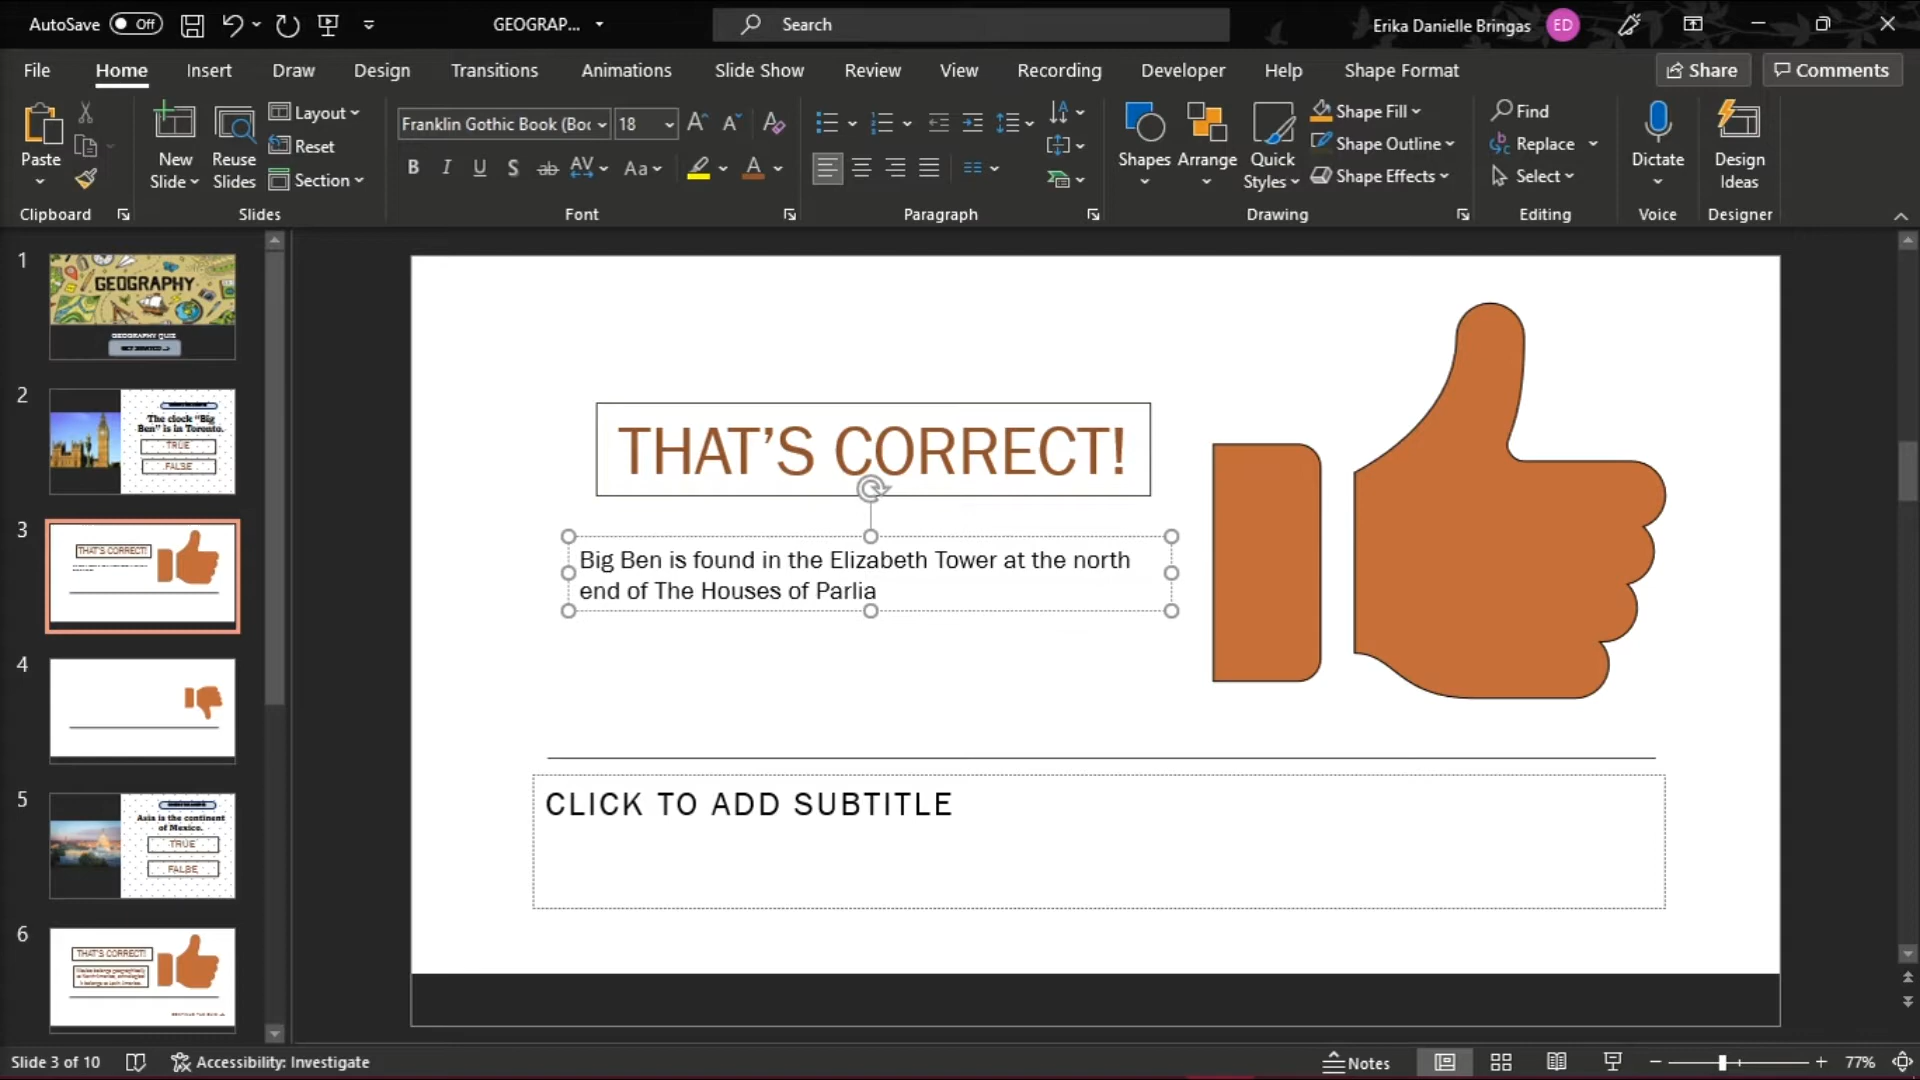 AutoSave Off
GEOGRAP...
Search
Erika Danielle Bringas ED
File Home Insert Draw Design Transitions Animations Slide Show Review View Recording Developer Help Shape Format Share Comments
Paste
New Slide
Reuse Slides
Layout
Reset
Section
Franklin Gothic Book (Boc 18
Shapes
Arrange
Quick Styles
Shape Fill
Shape Outline
Shape Effects
Find
Replace
Select
Dictate
Design Ideas
Clipboard Slides Font Paragraph Drawing Editing Voice Designer
1
GEOGRAPHY
GEOGRAPHY QUIZ
2
The clock “Big
Ben” is in Toronto.
TRUE
FALSE
3
THAT'S CORRECT!
4
5
Asia is the continent
of Mexico.
TRUE
FALSE
6
THAT'S CORRECT!
THAT’S CORRECT!
Big Ben is found in the Elizabeth Tower at the north
end of The Houses of Parlia
CLICK TO ADD SUBTITLE
Slide 3 of 10
Accessibility: Investigate
Notes
77%